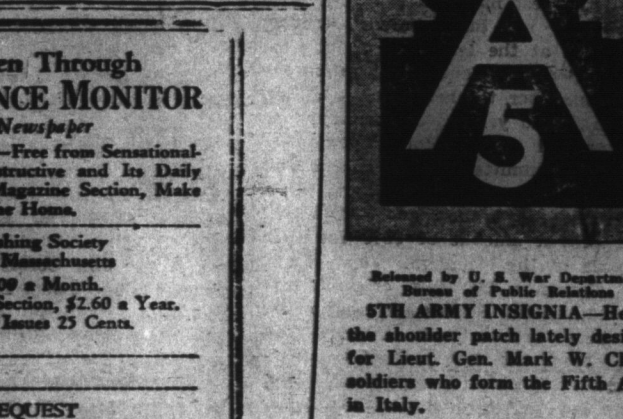 en Through
NCE MONITOR
Newspaper
—Free from Sensational-
structive and Its Daily
Magazine Section, Make
e Home.
shing Society
Massachusetts
00 a Month.
Section, $2.60 a Year.
Issues 25 Cents.
EQUEST
A
5
Released by U. S. War Departm
Bureau of Public Relations
5TH ARMY INSIGNIA—He
the shoulder patch lately desi
for Lieut. Gen. Mark W. Cl
soldiers who form the Fifth A
in Italy.